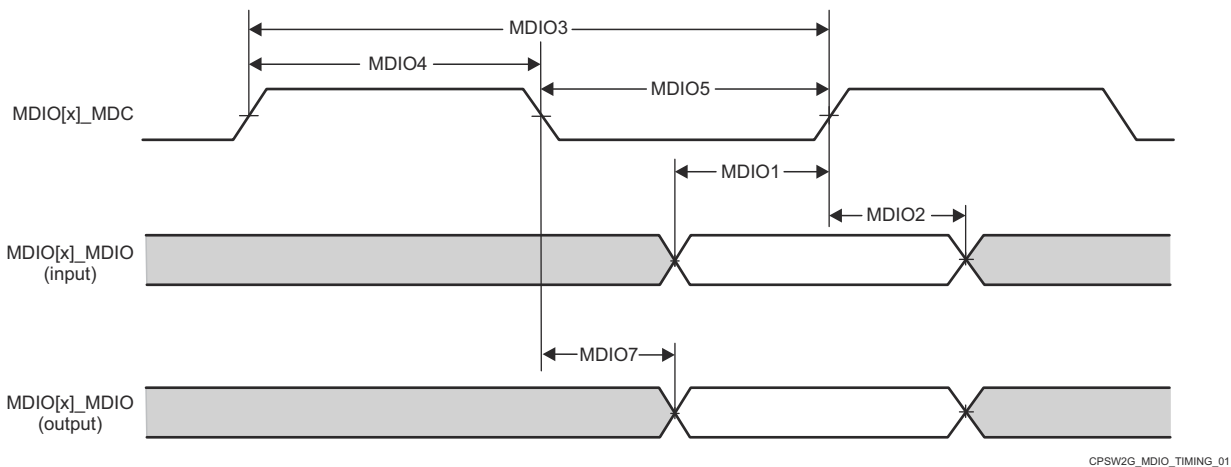 MDIO3
MDIO4
MDIO5
MDIO[x]_MDC
MDIO1
MDIO2
MDIO[x]_MDIO
(input)
MDIO7
MDIO[x]_MDIO
(output)
CPSW2G_MDIO_TIMING_01